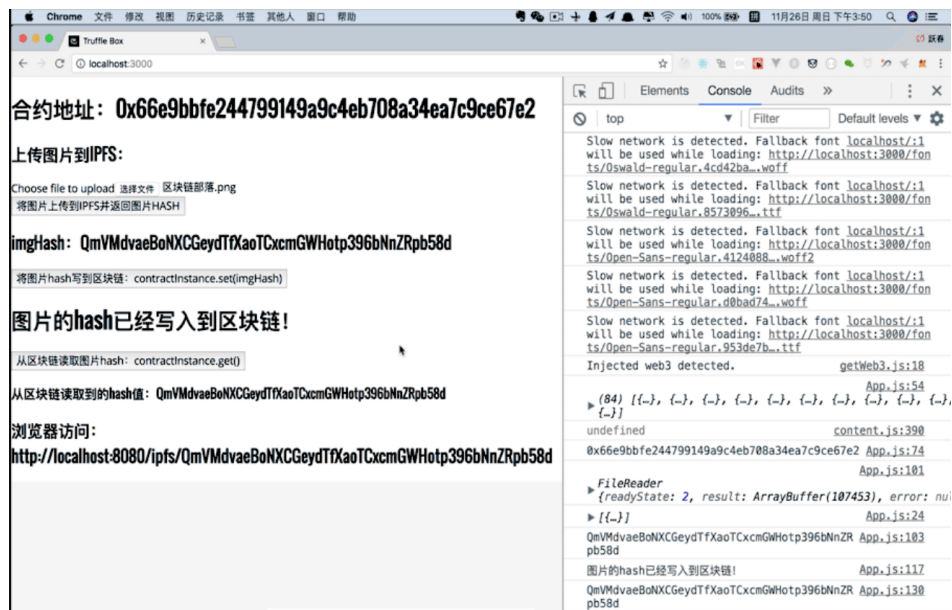 Chrome 文件 修改 视图 历史记录 书签 其他人 窗口 帮助 100% 11月26日 周日 下午3:50
Truffle Box × 跃春
localhost:3000
合约地址：0x66e9bbfe244799149a9c4eb708a34ea7c9ce67e2
上传图片到IPFS：
Choose file to upload 选择文件 区块链部落.png
将图片上传到IPFS并返回图片HASH
imgHash：QmVMdvaeBoNXCGeydTfXaoTCxcmGWHotp396bNnZRpb58d
将图片hash写到区块链：contractInstance.set(imgHash)
图片的hash已经写入到区块链！
从区块链读取图片hash：contractInstance.get()
从区块链读取到的hash值：QmVMdvaeBoNXCGeydTfXaoTCxcmGWHotp396bNnZRpb58d
浏览器访问：
http://localhost:8080/ipfs/QmVMdvaeBoNXCGeydTfXaoTCxcmGWHotp396bNnZRpb58d
Elements Console Audits »
top Filter Default levels ▼
Slow network is detected. Fallback font localhost/:1
will be used while loading: http://localhost:3000/fon
ts/Oswald-regular.4cd42ba….woff
Slow network is detected. Fallback font localhost/:1
will be used while loading: http://localhost:3000/fon
ts/Oswald-regular.8573096….ttf
Slow network is detected. Fallback font localhost/:1
will be used while loading: http://localhost:3000/fon
ts/Open-Sans-regular.4124088….woff2
Slow network is detected. Fallback font localhost/:1
will be used while loading: http://localhost:3000/fon
ts/Open-Sans-regular.d0bad74….woff
Slow network is detected. Fallback font localhost/:1
will be used while loading: http://localhost:3000/fon
ts/Open-Sans-regular.953de7b….ttf
Injected web3 detected. getWeb3.js:18
App.js:54
(84) [{…}, {…}, {…}, {…}, {…}, {…}, {…}, {…}, {…}, {…},
{…}]
undefined content.js:390
0x66e9bbfe244799149a9c4eb708a34ea7c9ce67e2 App.js:74
App.js:101
FileReader
{readyState: 2, result: ArrayBuffer(107453), error: nul
[{…}] App.js:24
QmVMdvaeBoNXCGeydTfXaoTCxcmGWHotp396bNnZR App.js:103
pb58d
图片的hash已经写入到区块链！ App.js:117
QmVMdvaeBoNXCGeydTfXaoTCxcmGWHotp396bNnZR App.js:130
pb58d